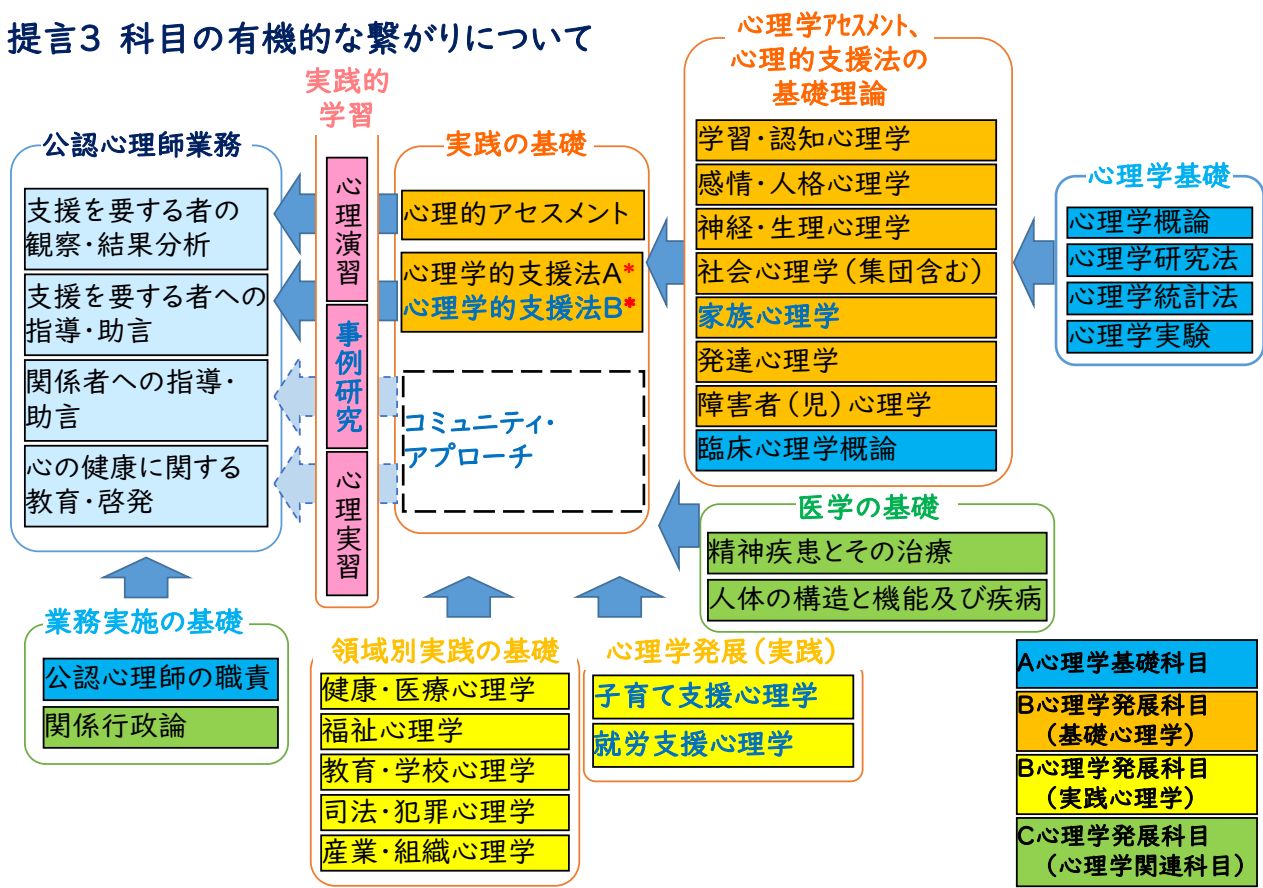 提言3 科目の有機的な繋がりについて
公認心理師業務
支援を要する者の
観察・結果分析
支援を要する者への
指導・助言
関係者への指導・
助言
心の健康に関する
教育・啓発
業務実施の基礎
公認心理師の職責
関係行政論
実践的
学習
心理演習
事例研究
心理実習
実践の基礎
心理的アセスメント
心理学的支援法A*
心理学的支援法B*
コミュニティ・
アプローチ
領域別実践の基礎
健康・医療心理学
福祉心理学
教育・学校心理学
司法・犯罪心理学
産業・組織心理学
心理学発展(実践)
子育て支援心理学
就労支援心理学
心理学アセスメント、
心理的支援法の
基礎理論
学習・認知心理学
感情・人格心理学
神経・生理心理学
社会心理学(集団含む)
家族心理学
発達心理学
障害者(児)心理学
臨床心理学概論
医学の基礎
精神疾患とその治療
人体の構造と機能及び疾病
心理学基礎
心理学概論
心理学研究法
心理学統計法
心理学実験
A心理学基礎科目
B心理学発展科目
(基礎心理学)
B心理学発展科目
(実践心理学)
C心理学発展科目
(心理学関連科目)